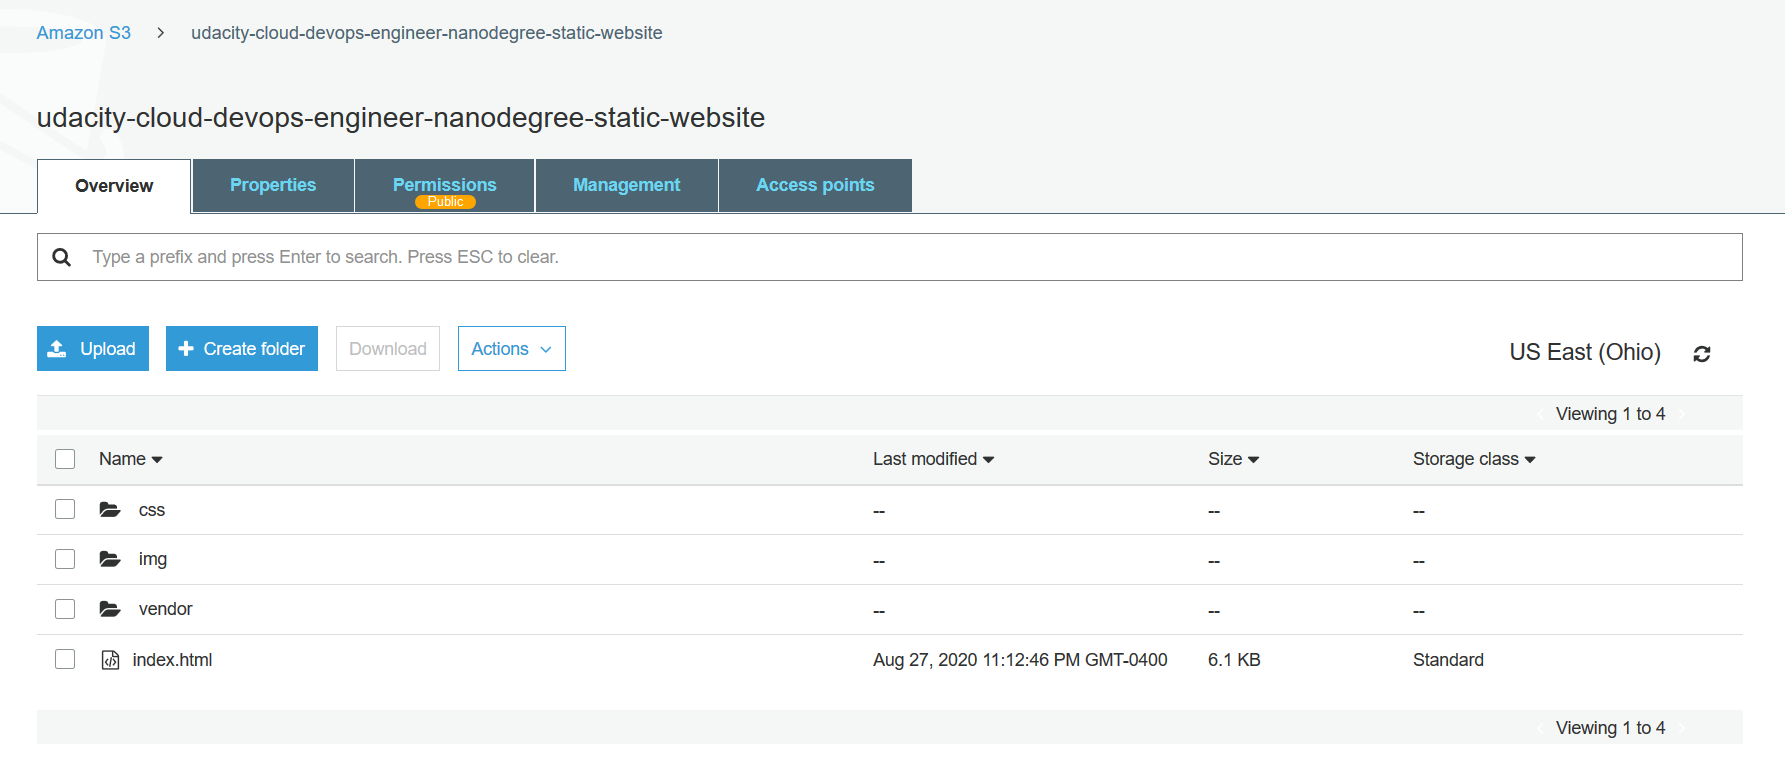 Amazon S3 > udacity-cloud-devops-engineer-nanodegree-static-website
udacity-cloud-devops-engineer-nanodegree-static-website
Overview Properties Permissions Management Access points
Public
Type a prefix and press Enter to search. Press ESC to clear.
Upload Create folder Download Actions US East (Ohio)
Viewing 1 to 4
Name Last modified Size Storage class
css -- -- --
img -- -- --
vendor -- -- --
index.html Aug 27, 2020 11:12:46 PM GMT-0400 6.1 KB Standard
Viewing 1 to 4